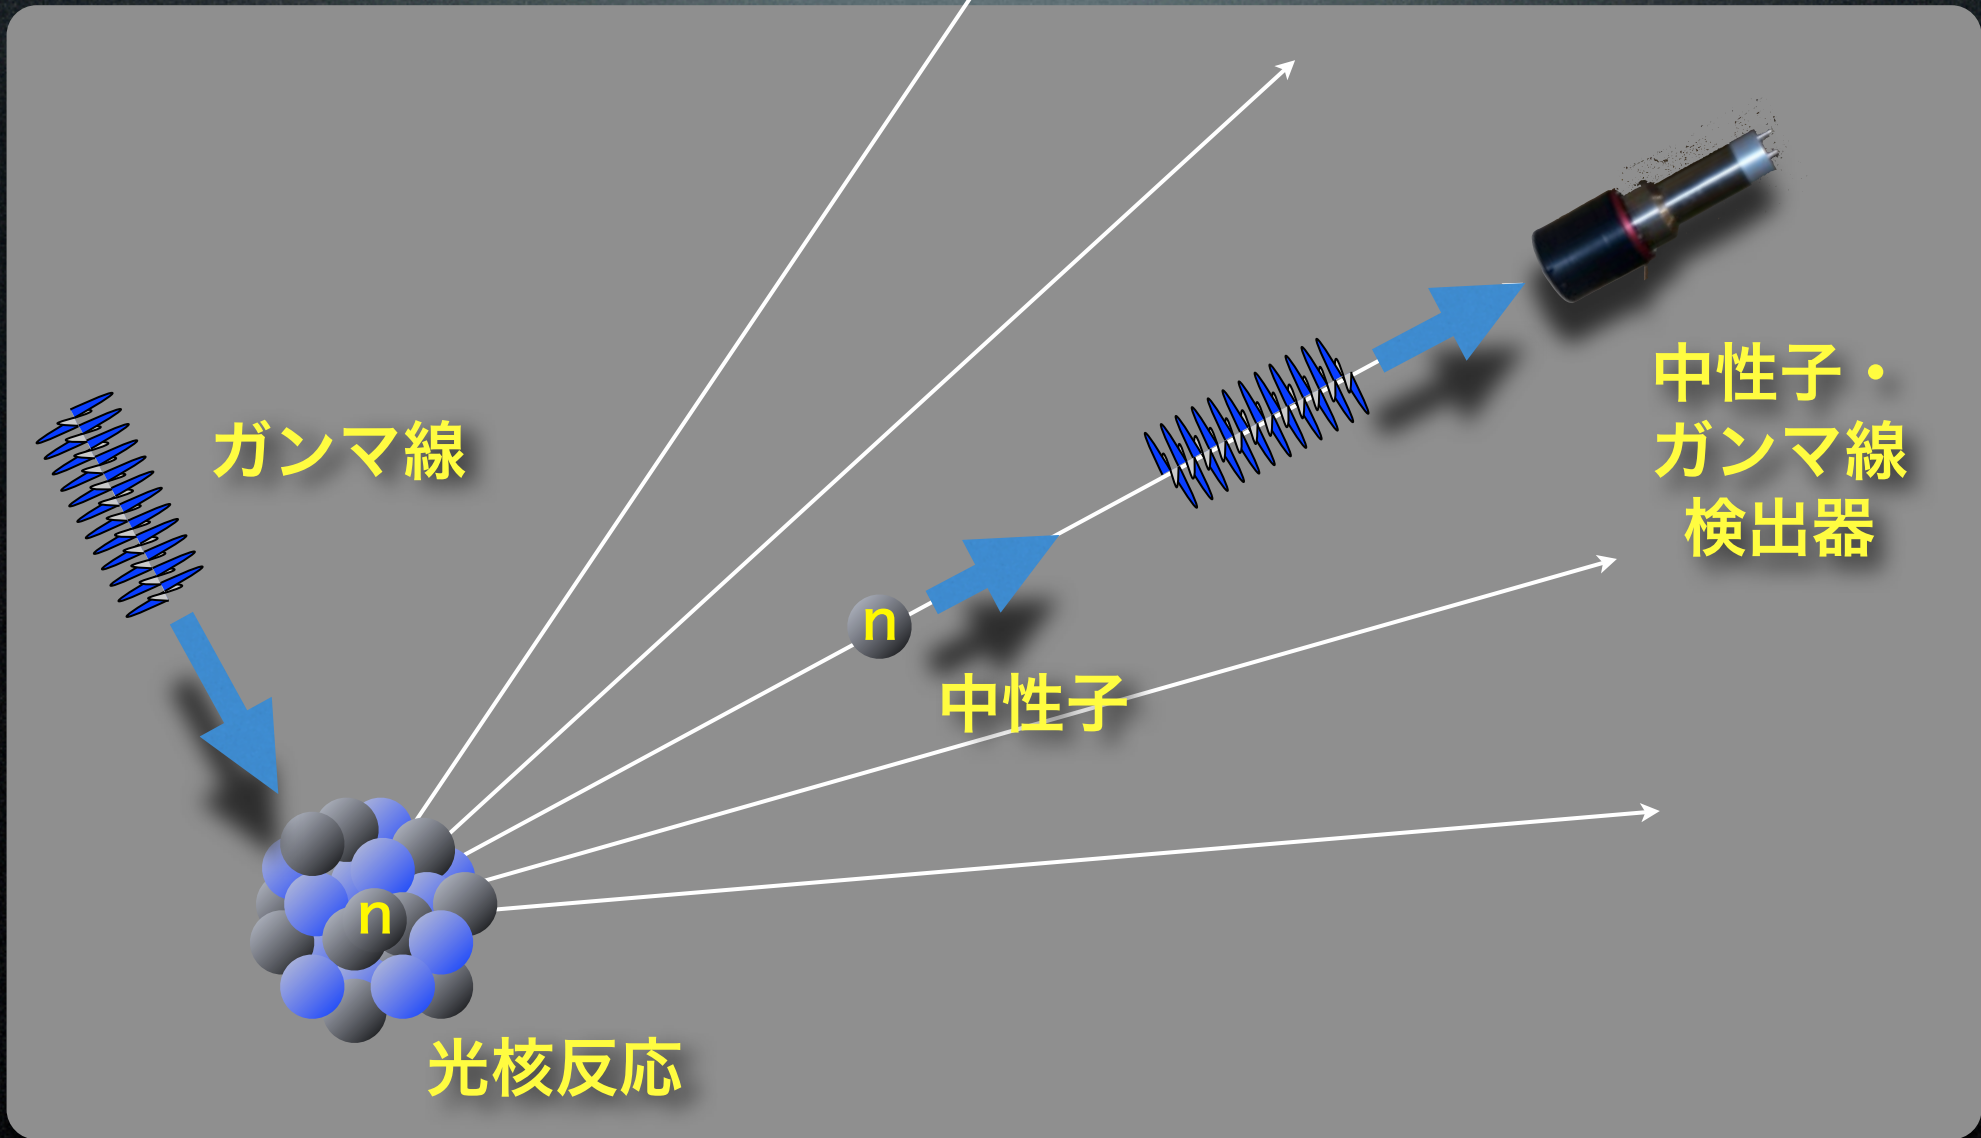 ガンマ線
中性子・
ガンマ線
検出器
n
中性子
n
光核反応